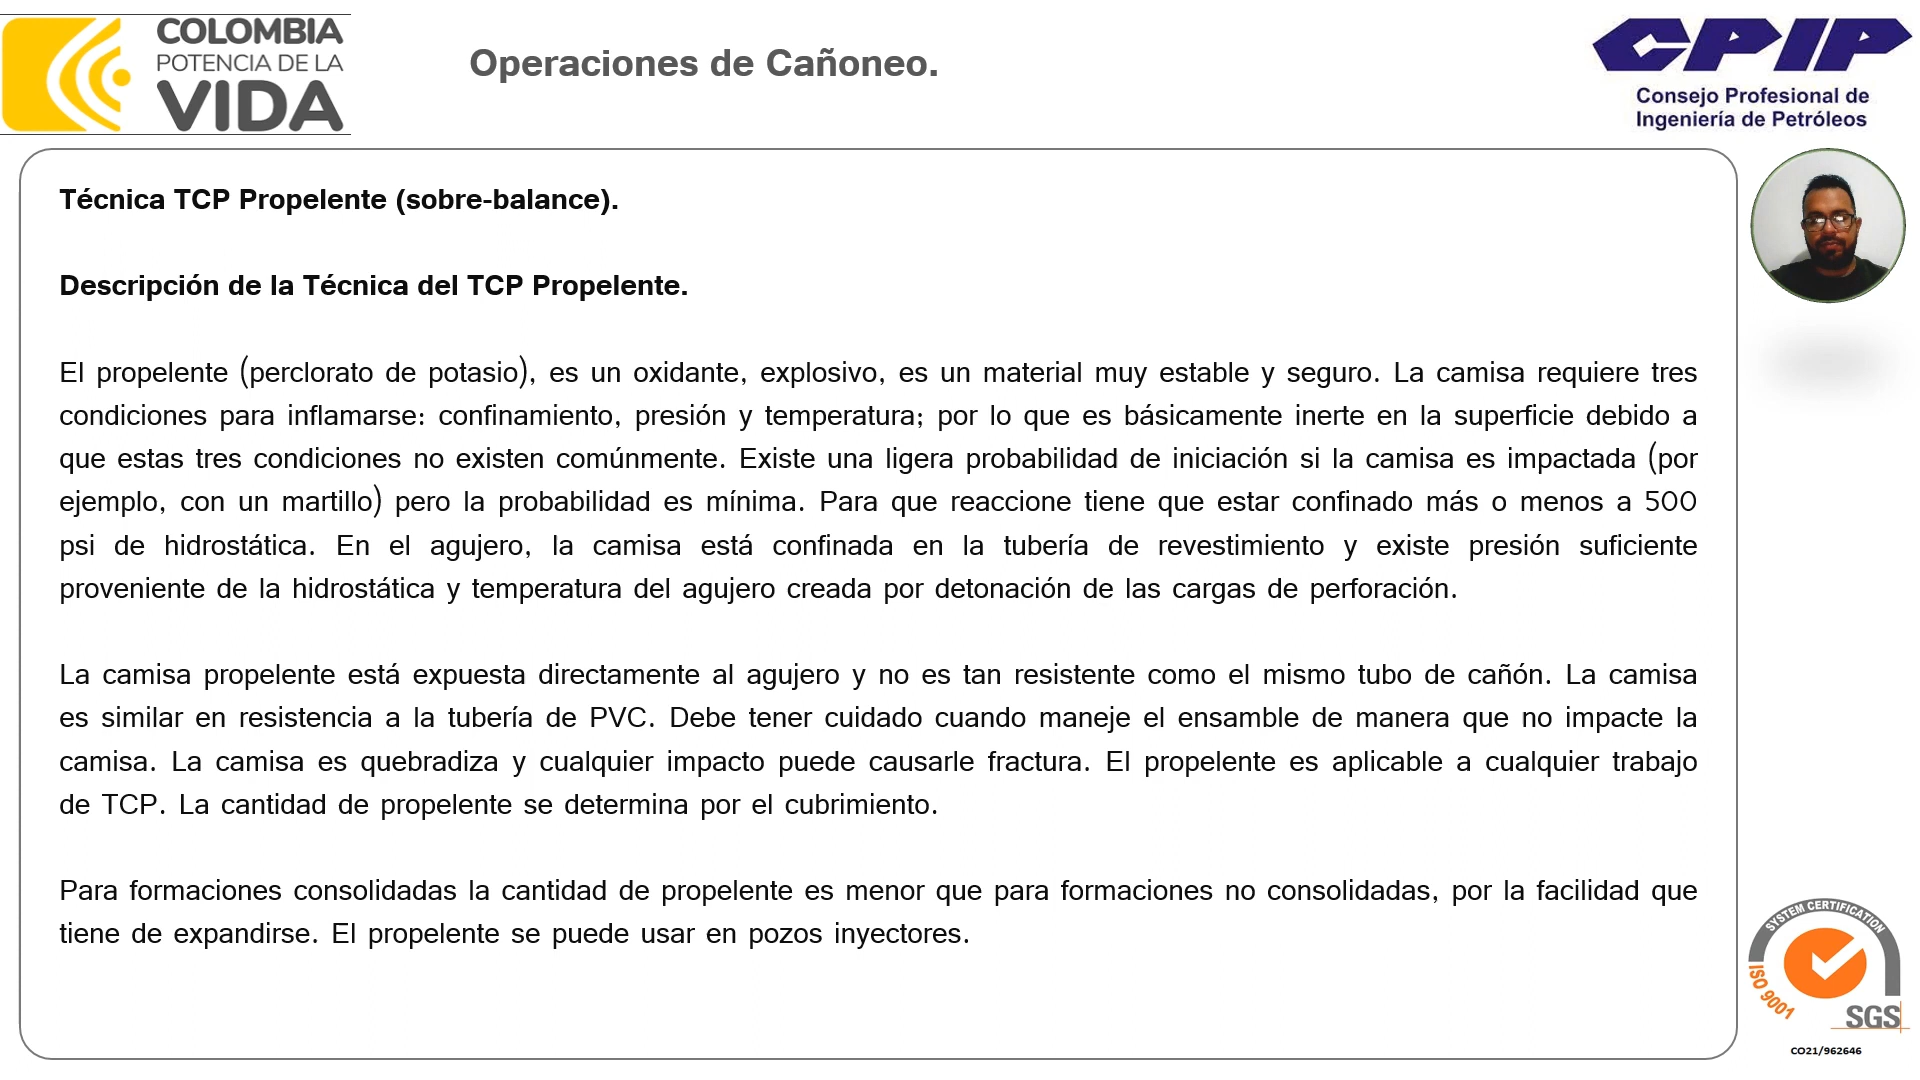 COLOMBIA
POTENCIA DE LA
VIDA
Operaciones de Cañoneo.
CPIP
Consejo Profesional de
Ingeniería de Petróleos
Técnica TCP Propelente (sobre-balance).
Descripción de la Técnica del TCP Propelente.
El propelente (perclorato de potasio), es un oxidante, explosivo, es un material muy estable y seguro. La camisa requiere tres
condiciones para inflamarse: confinamiento, presión y temperatura; por lo que es básicamente inerte en la superficie debido a
que estas tres condiciones no existen comúnmente. Existe una ligera probabilidad de iniciación si la camisa es impactada (por
ejemplo, con un martillo) pero la probabilidad es mínima. Para que reaccione tiene que estar confinado más o menos a 500
psi de hidrostática. En el agujero, la camisa está confinada en la tubería de revestimiento y existe presión suficiente
proveniente de la hidrostática y temperatura del agujero creada por detonación de las cargas de perforación.
La camisa propelente está expuesta directamente al agujero y no es tan resistente como el mismo tubo de cañón. La camisa
es similar en resistencia a la tubería de PVC. Debe tener cuidado cuando maneje el ensamble de manera que no impacte la
camisa. La camisa es quebradiza y cualquier impacto puede causarle fractura. El propelente es aplicable a cualquier trabajo
de TCP. La cantidad de propelente se determina por el cubrimiento.
Para formaciones consolidadas la cantidad de propelente es menor que para formaciones no consolidadas, por la facilidad que
tiene de expandirse. El propelente se puede usar en pozos inyectores.
SYSTEM CERTIFICATION
ISO 9001
SGS
CO21/962646